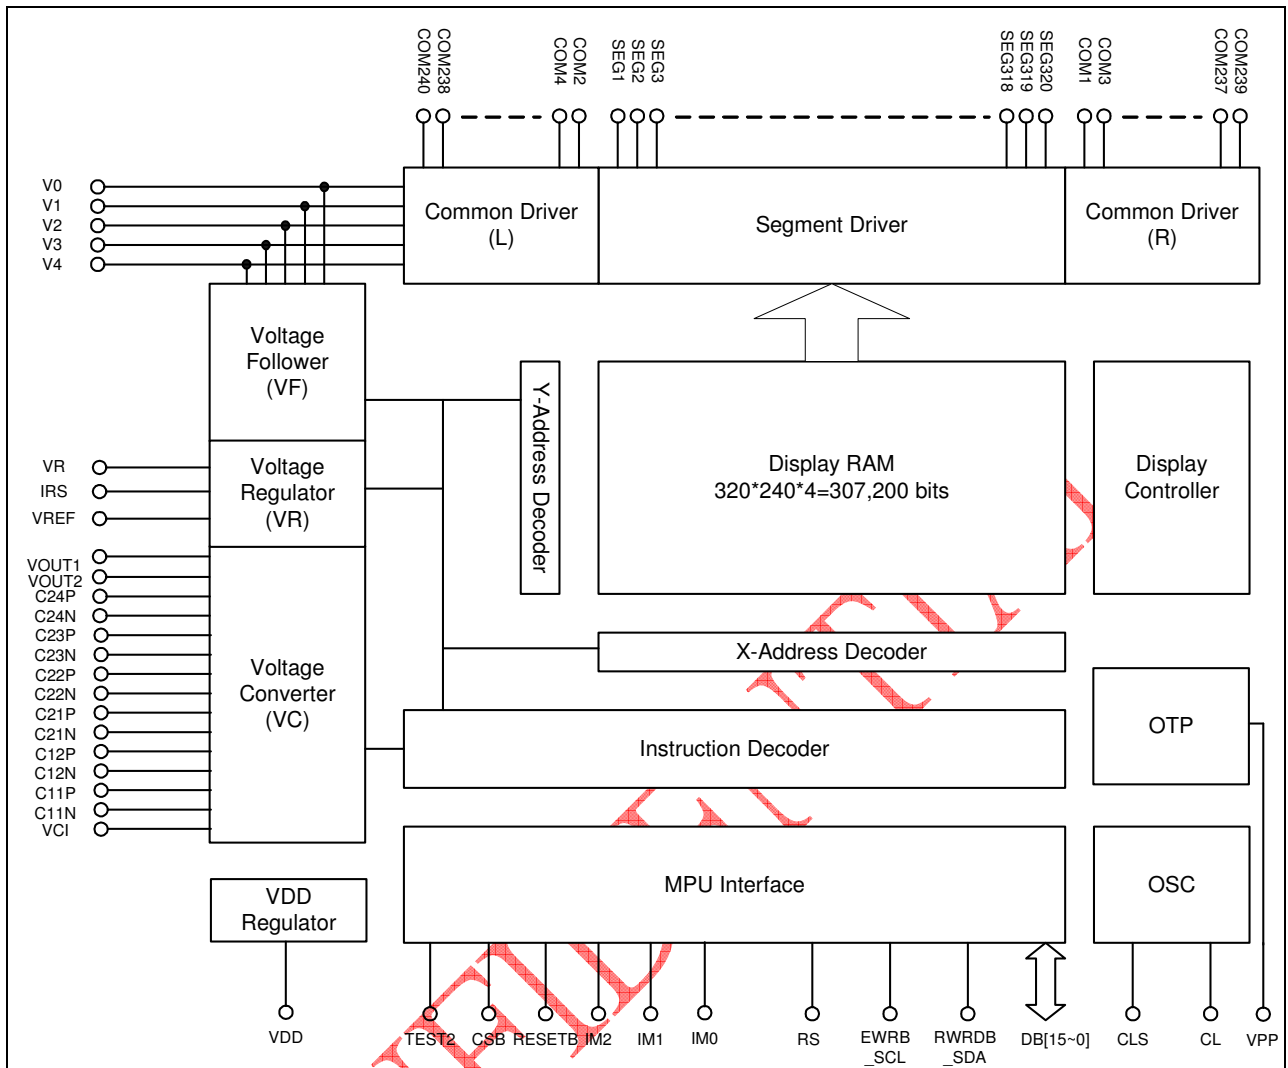 COM240
COM238
COM4
COM2
SEG1
SEG2
SEG3
SEG318
SEG319
SEG320
COM1
COM3
COM237
COM239
V0
V1
V2
V3
V4
Common Driver
(L)
Segment Driver
Common Driver
(R)
Voltage
Follower
(VF)
Y-Address Decoder
Display RAM
320*240*4=307,200 bits
Display
Controller
VR
IRS
VREF
Voltage
Regulator
(VR)
VOUT1
VOUT2
C24P
C24N
C23P
C23N
C22P
C22N
C21P
C21N
C12P
C12N
C11P
C11N
VCI
Voltage
Converter
(VC)
X-Address Decoder
Instruction Decoder
OTP
MPU Interface
OSC
VDD
Regulator
VDD
TEST2
CSB
RESETB
IM2
IM1
IM0
RS
EWRB
_SCL
RWRDB
_SDA
DB[15~0]
CLS
CL
VPP